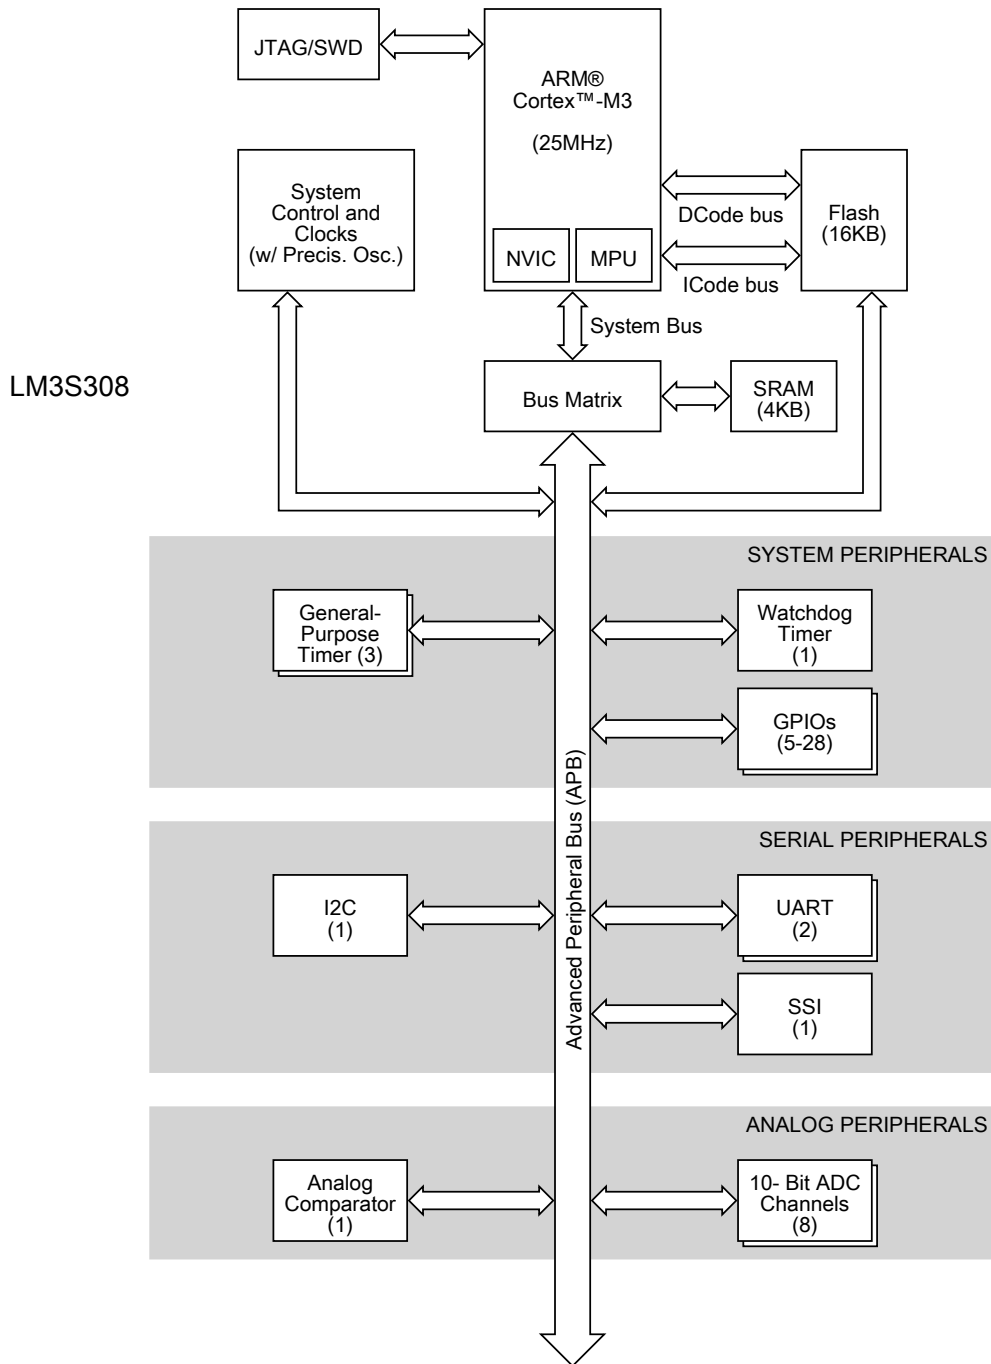 JTAG/SWD
ARM®
Cortex™-M3
(25MHz)
NVIC
MPU
System
Control and
Clocks
(w/ Precis. Osc.)
DCode bus
ICode bus
Flash
(16KB)
System Bus
LM3S308
Bus Matrix
SRAM
(4KB)
SYSTEM PERIPHERALS
General-
Purpose
Timer (3)
Watchdog
Timer
(1)
GPIOs
(5-28)
Advanced Peripheral Bus (APB)
SERIAL PERIPHERALS
I2C
(1)
UART
(2)
SSI
(1)
ANALOG PERIPHERALS
Analog
Comparator
(1)
10- Bit ADC
Channels
(8)